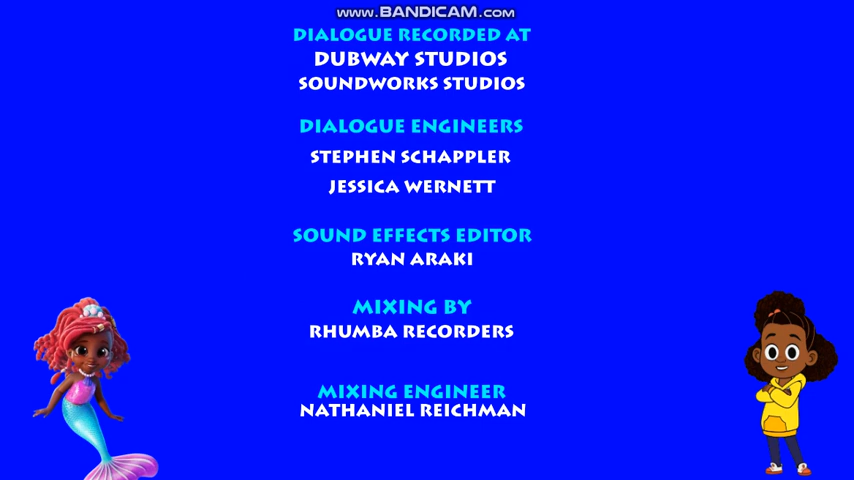 www.BANDICAM.com
DIALOGUE RECORDED AT
DUBWAY STUDIOS
SOUNDWORKS STUDIOS
DIALOGUE ENGINEERS
STEPHEN SCHAPPLER
JESSICA WERNETT
SOUND EFFECTS EDITOR
RYAN ARAKI
MIXING BY
RHUMBA RECORDERS
MIXING ENGINEER
NATHANIEL REICHMAN